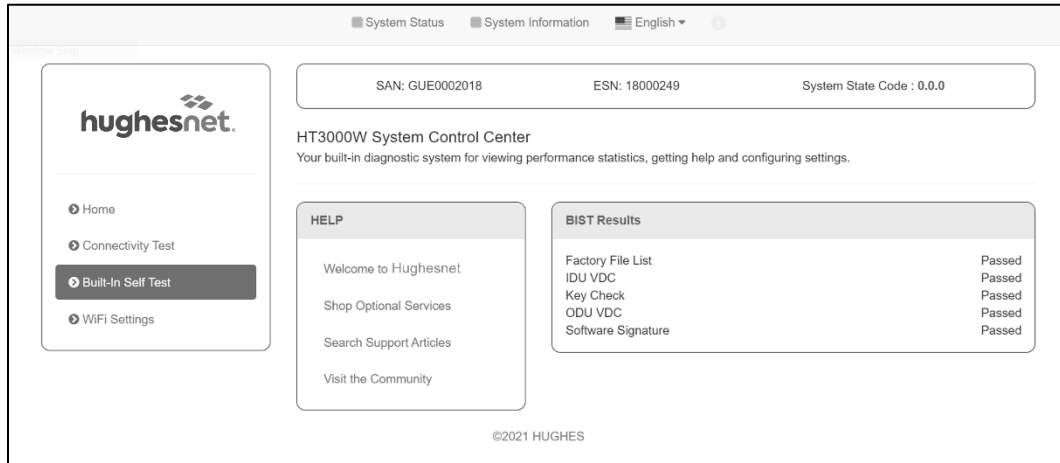 System Status System Information English
SAN: GUE0002018 ESN: 18000249 System State Code : 0.0.0
hughesnet.
HT3000W System Control Center
Your built-in diagnostic system for viewing performance statistics, getting help and configuring settings.
Home
Connectivity Test
Built-In Self Test
WiFi Settings
HELP
Welcome to Hughesnet
Shop Optional Services
Search Support Articles
Visit the Community
BIST Results
Factory File List Passed
IDU VDC Passed
Key Check Passed
ODU VDC Passed
Software Signature Passed
©2021 HUGHES